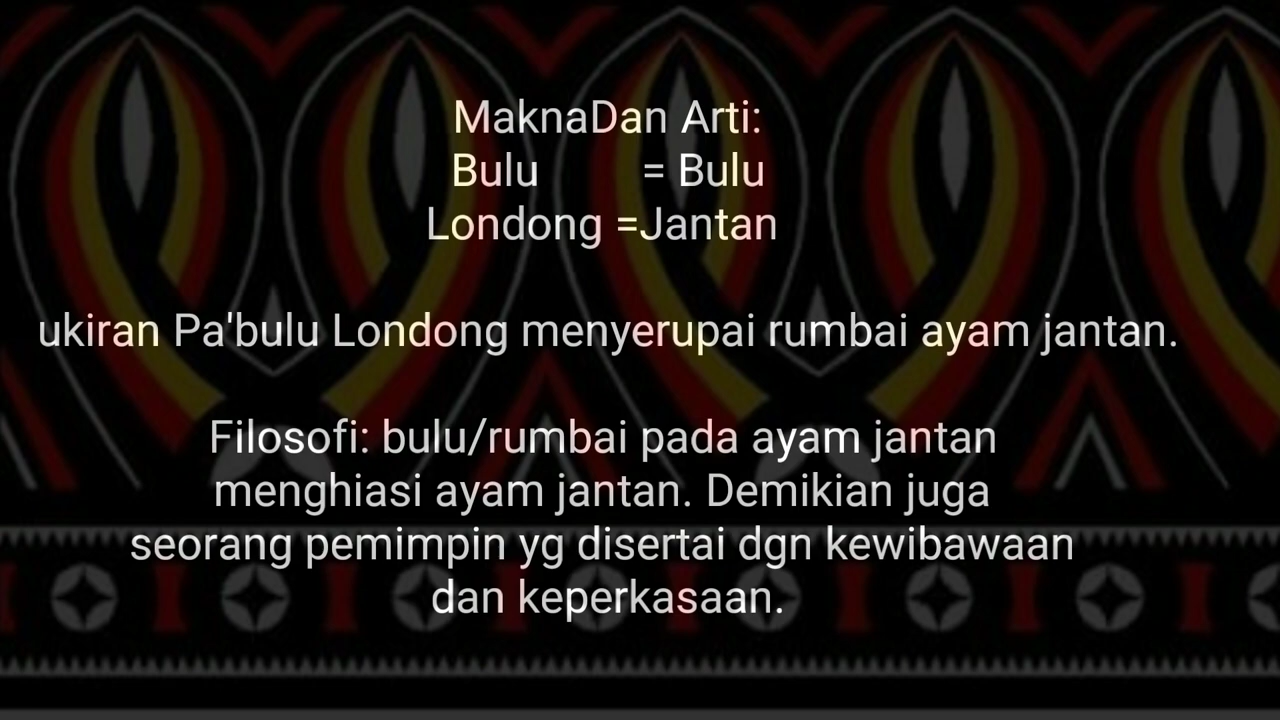 MaknaDan Arti:
Bulu = Bulu
Londong =Jantan
ukiran Pa'bulu Londong menyerupai rumbai ayam jantan.
Filosofi: bulu/rumbai pada ayam jantan
menghiasi ayam jantan. Demikian juga
seorang pemimpin yg disertai dgn kewibawaan
dan keperkasaan.